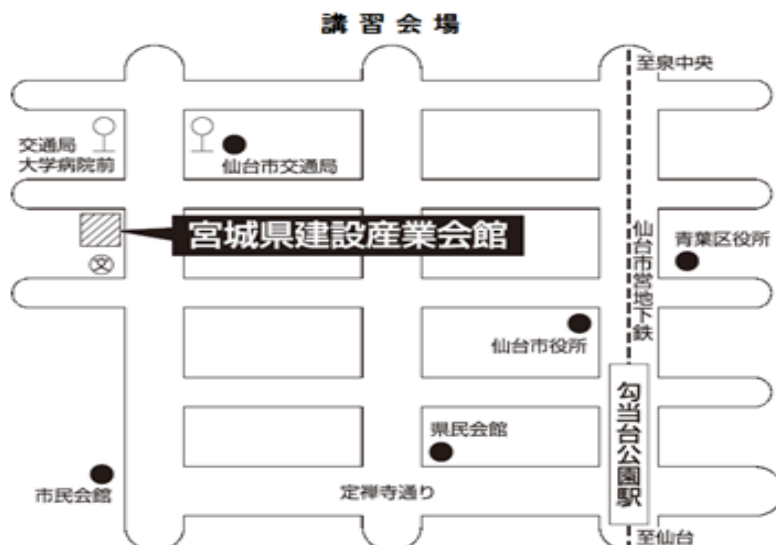 講習会場
至泉中央
交通局
大学病院前
仙台市交通局
宮城県建設産業会館
文
仙台市営地下鉄
青葉区役所
仙台市役所
勾当台公園駅
県民会館
市民会館
定禅寺通り
至仙台